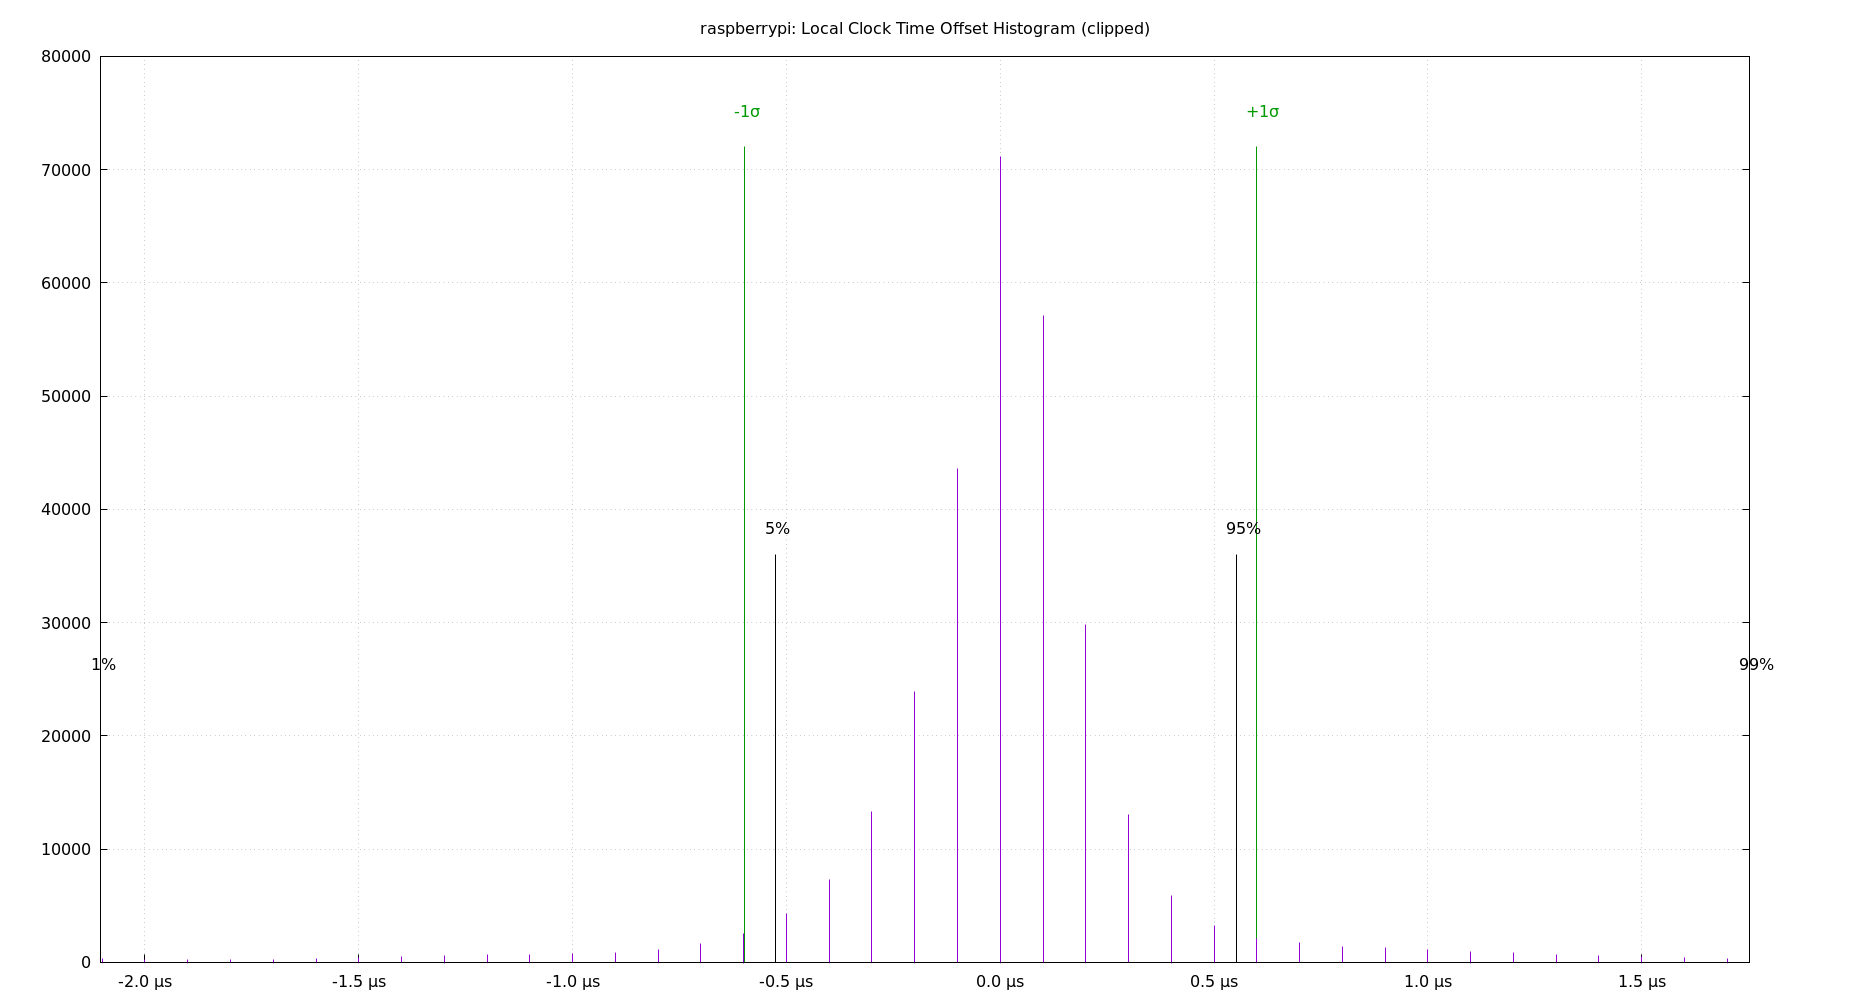 raspberrypi: Local Clock Time Offset Histogram (clipped)
80000
-1σ
+1σ
70000
60000
50000
40000
5%
95%
30000
1%
99%
20000
10000
0
-2.0 µs
-1.5 µs
-1.0 µs
-0.5 µs
0.0 µs
0.5 µs
1.0 µs
1.5 µs